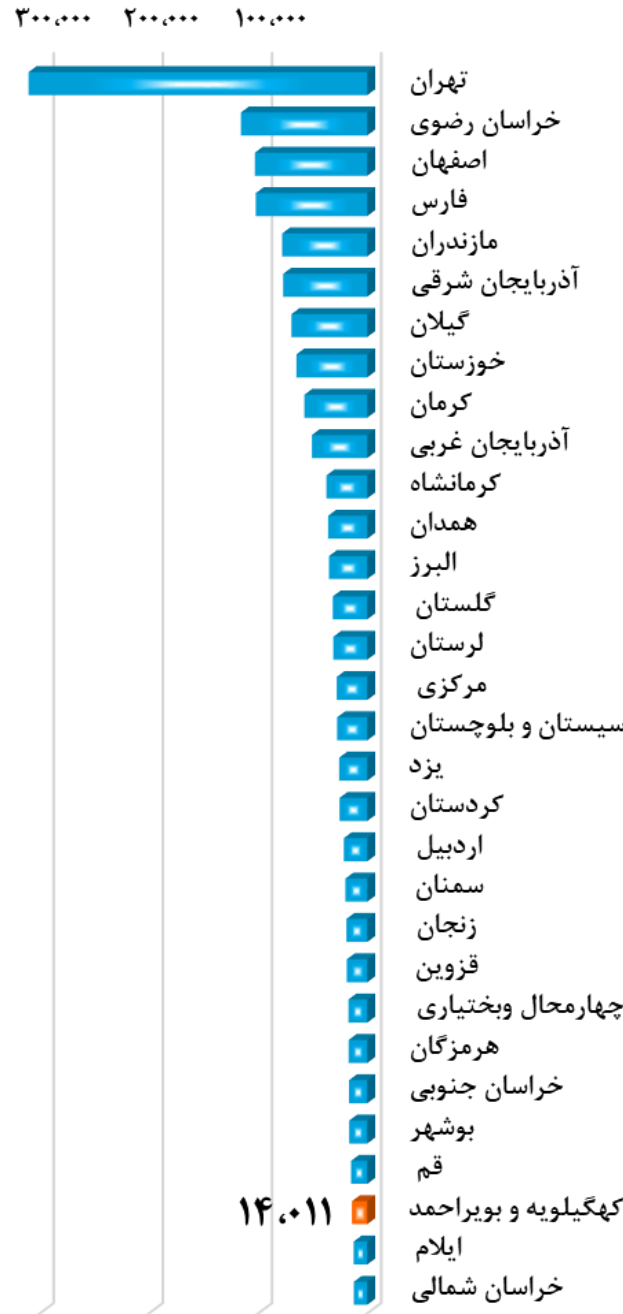 ۳۰۰،۰۰۰ ۲۰۰،۰۰۰ ۱۰۰،۰۰۰
تهران
خراسان رضوی
اصفهان
فارس
مازندران
آذربایجان شرقی
گیلان
خوزستان
کرمان
آذربایجان غربی
کرمانشاه
همدان
البرز
گلستان
لرستان
مرکزی
سیستان و بلوچستان
یزد
کردستان
اردبیل
سمنان
زنجان
قزوین
چهارمحال وبختیاری
هرمزگان
خراسان جنوبی
بوشهر
قم
کهگیلویه و بویراحمد ۱۴،۰۱۱
ایلام
خراسان شمالی